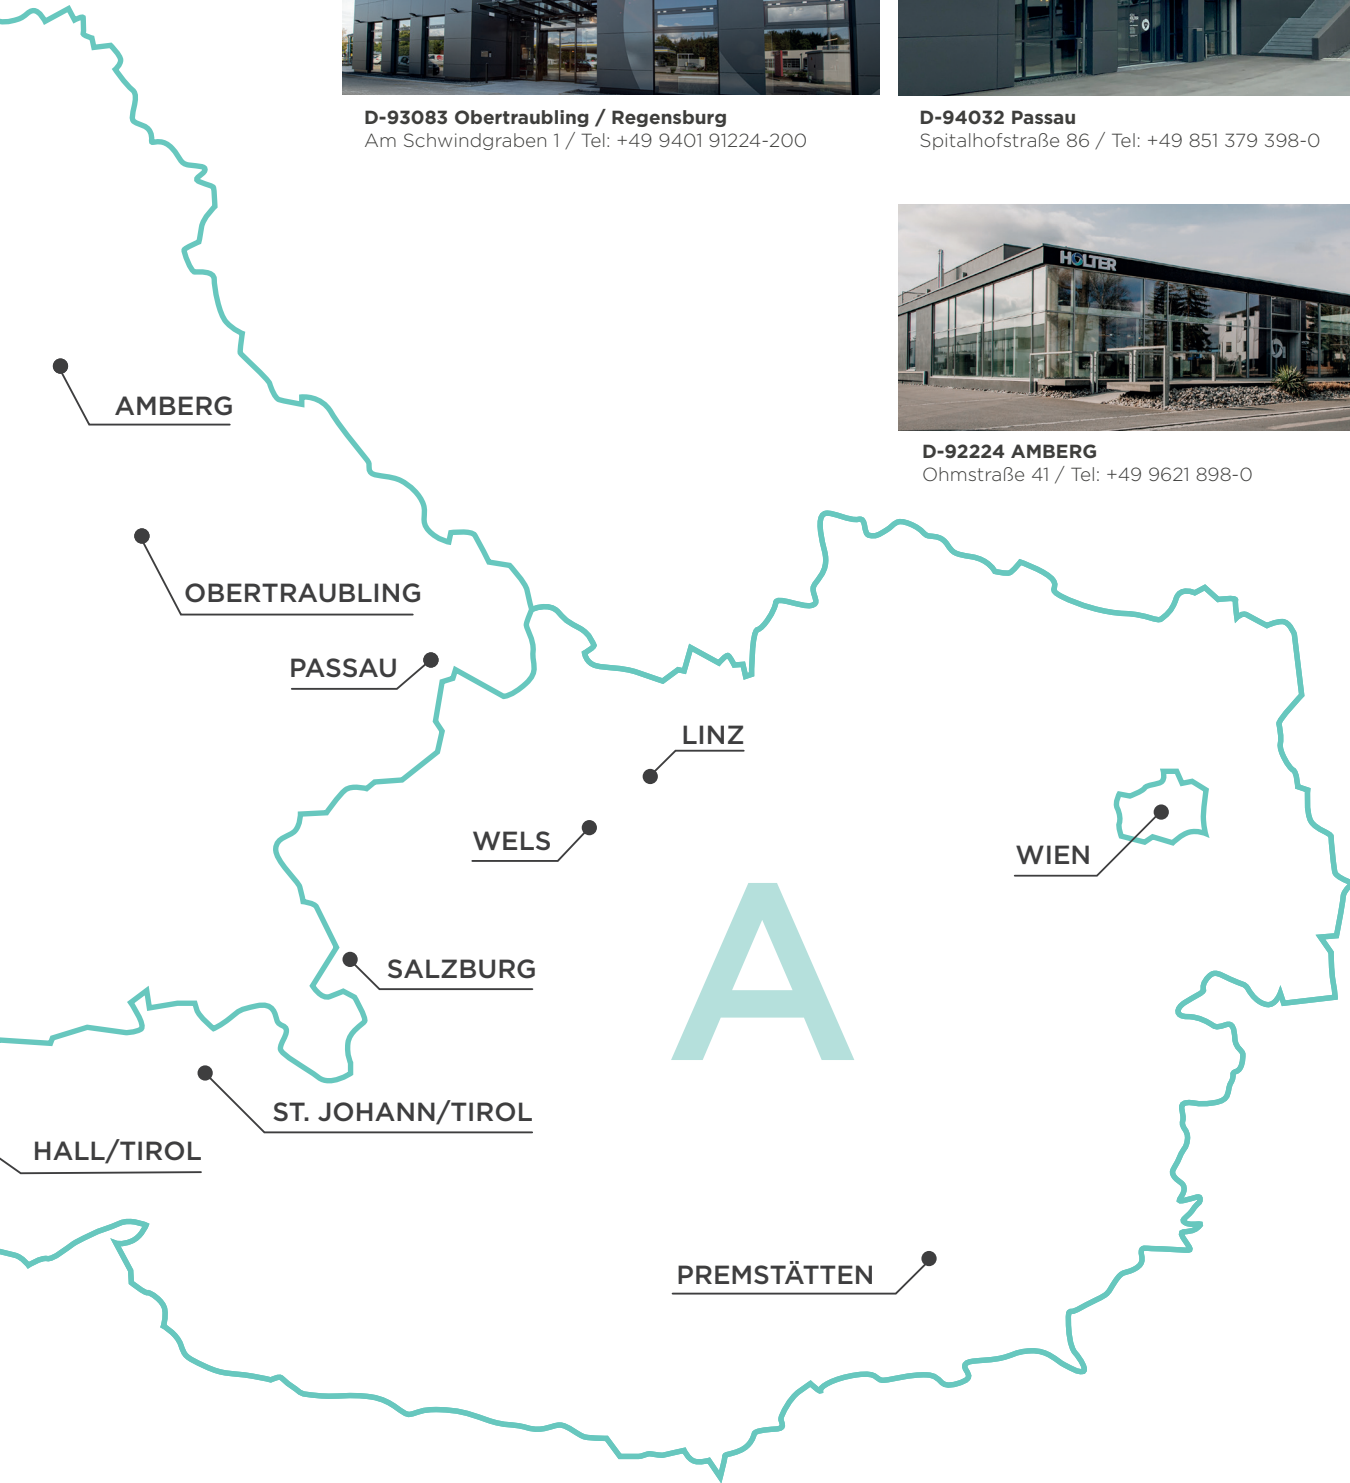 D-93083 Obertraubling / Regensburg
Am Schwindgraben 1 / Tel: +49 9401 91224-200
D-94032 Passau
Spitalhofstraße 86 / Tel: +49 851 379 398-0
HOLTER
D-92224 AMBERG
Ohmstraße 41 / Tel: +49 9621 898-0
AMBERG
OBERTRAUBLING
PASSAU
LINZ
WELS
WIEN
A
SALZBURG
ST. JOHANN/TIROL
HALL/TIROL
PREMSTÄTTEN